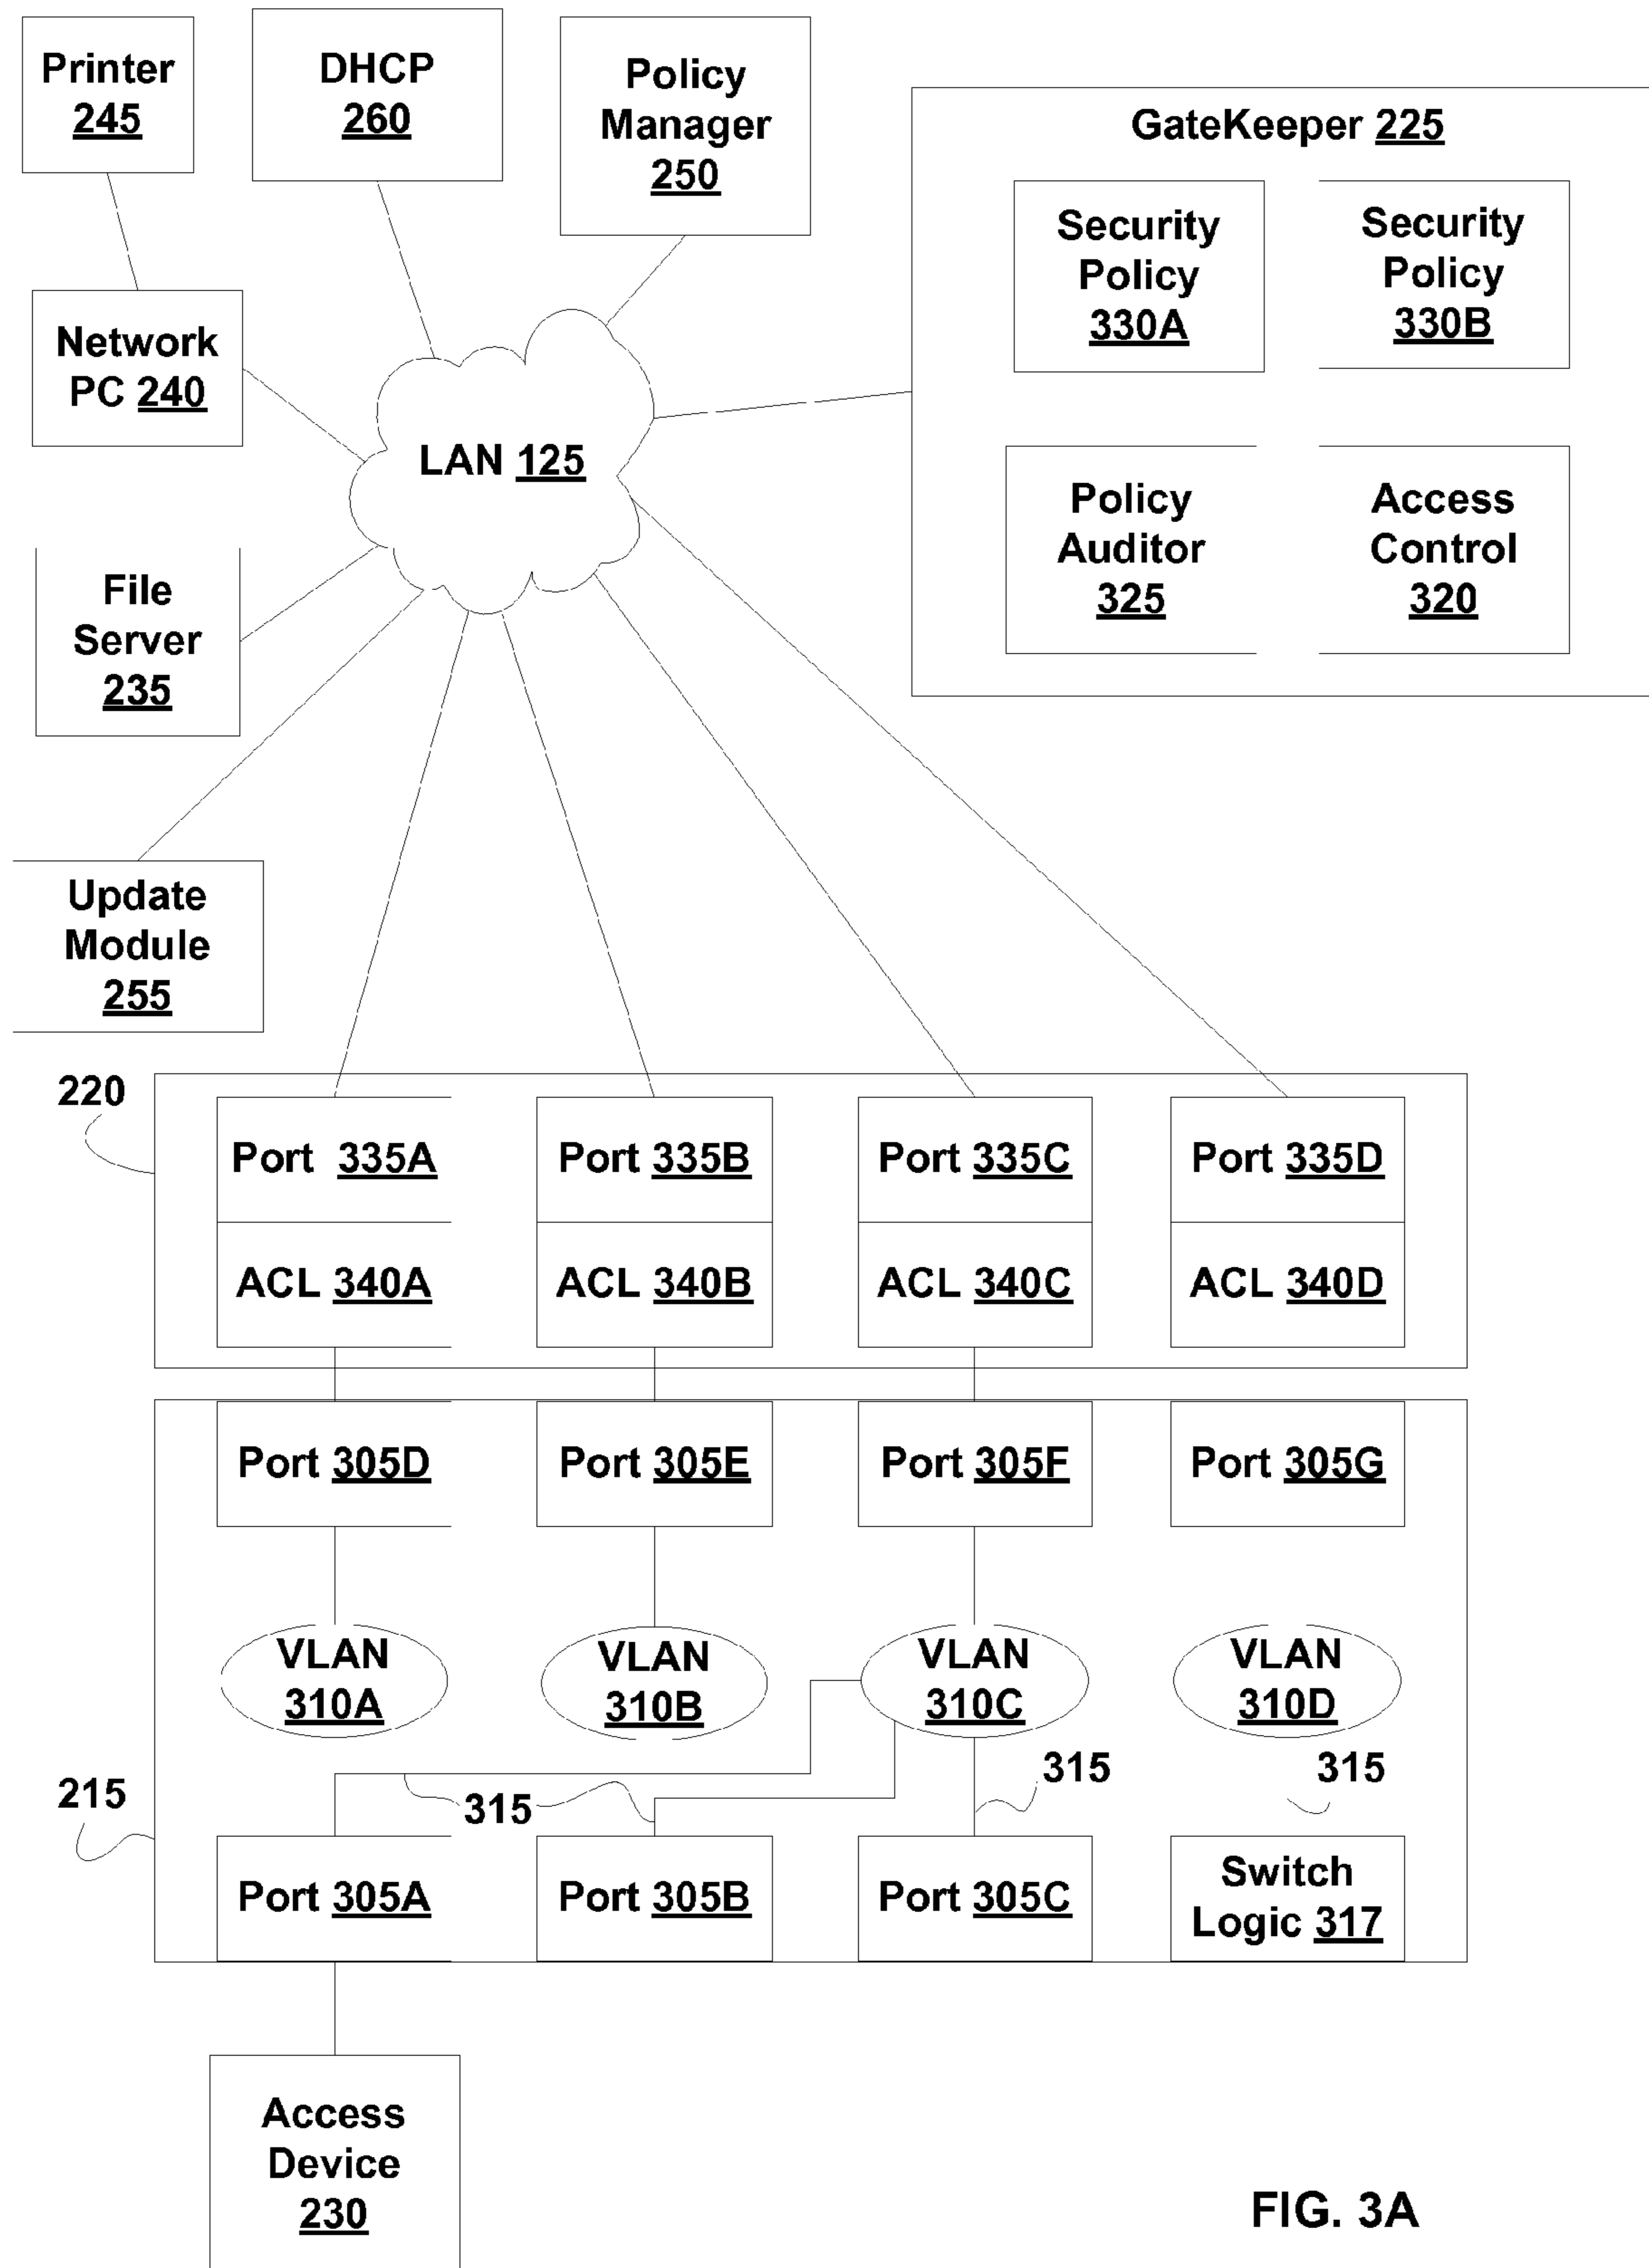 Printer
245
DHCP
260
Policy
Manager
250
GateKeeper 225
Security
Policy
330A
Security
Policy
330B
Network
PC 240
LAN 125
Policy
Auditor
325
Access
Control
320
File
Server
235
Update
Module
255
220
Port 335A
Port 335B
Port 335C
Port 335D
ACL 340A
ACL 340B
ACL 340C
ACL 340D
Port 305D
Port 305E
Port 305F
Port 305G
VLAN
310A
VLAN
310B
VLAN
310C
VLAN
310D
215
315
315
315
Port 305A
Port 305B
Port 305C
Switch
Logic 317
Access
Device
230
FIG. 3A